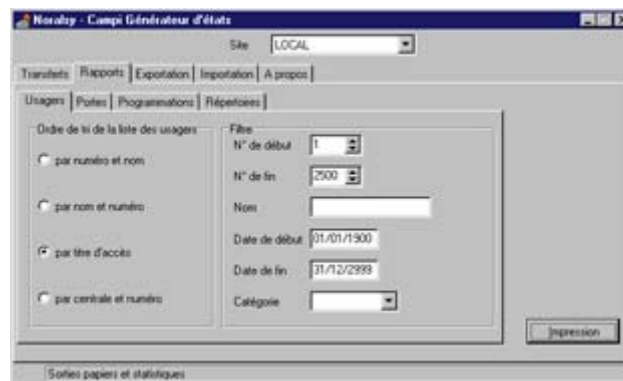 Noralsy - Campi Générateur d'états
Site LOCAL
Transferts Rapports Exportation Importation A propos
Usagers Portes Programmations Répertoires
Ordre de tri de la liste des usagers
par numéro et nom
par nom et numéro
par titre d'accès
par centrale et numéro
Filtre
N° de début 1
N° de fin 2500
Nom
Date de début 01/01/1900
Date de fin 31/12/2999
Catégorie
Impression
Sorties papiers et statistiques